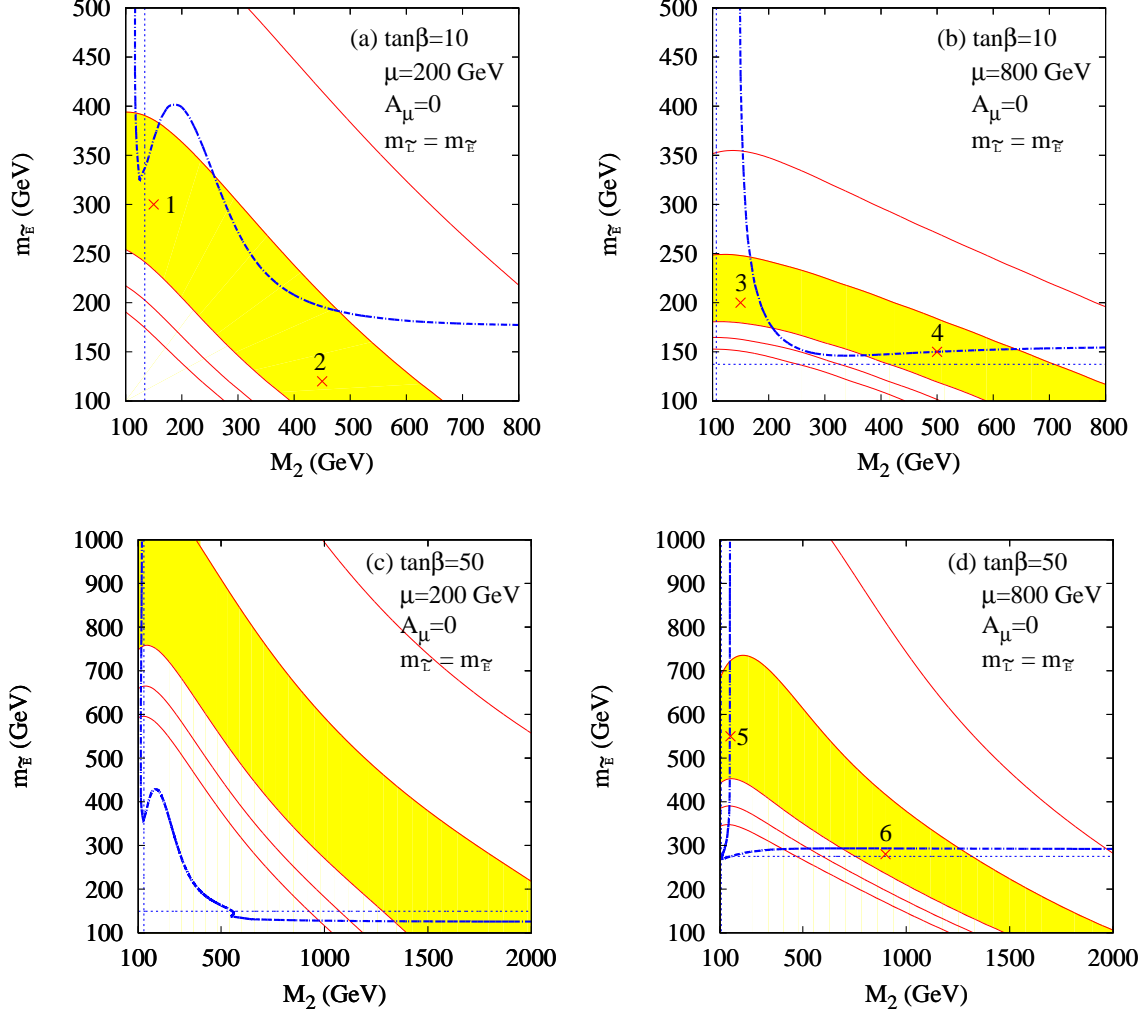 (a) tanβ=10
μ=200 GeV
A_μ=0
m_L̃ = m_Ẽ
500
450
400
350
300
250
200
150
100
m_Ẽ (GeV)
1
2
100 200 300 400 500 600 700 800
M_2 (GeV)
(b) tanβ=10
μ=800 GeV
A_μ=0
m_L̃ = m_Ẽ
500
450
400
350
300
250
200
150
100
m_Ẽ (GeV)
3
4
100 200 300 400 500 600 700 800
M_2 (GeV)
(c) tanβ=50
μ=200 GeV
A_μ=0
m_L̃ = m_Ẽ
1000
900
800
700
600
500
400
300
200
100
m_Ẽ (GeV)
100 500 1000 1500 2000
M_2 (GeV)
(d) tanβ=50
μ=800 GeV
A_μ=0
m_L̃ = m_Ẽ
1000
900
800
700
600
500
400
300
200
100
m_Ẽ (GeV)
5
6
100 500 1000 1500 2000
M_2 (GeV)